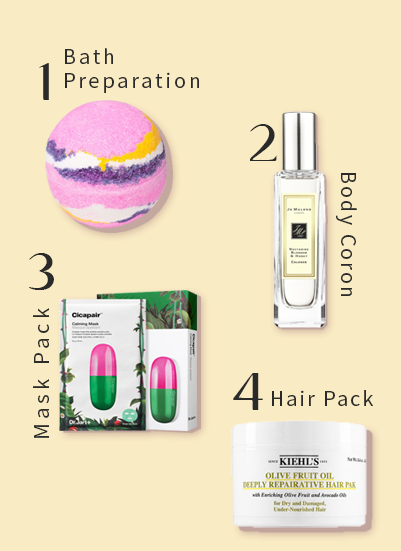 1
Bath
Preparation
2
Body Coron
JO MALONE
LONDON
NECTARINE
BLOSSOM
& HONEY
COLOGNE
3
Mask Pack
Cicapair™
Calming Mask
Dr.Jart+
Cicapair
4
Hair Pack
SINCE KIEHL'S 1851
OLIVE FRUIT OIL
DEEPLY REPAIRATIVE HAIR PAK
with Enriching Olive Fruit and Avocado Oils
for Dry and Damaged,
Under-Nourished Hair